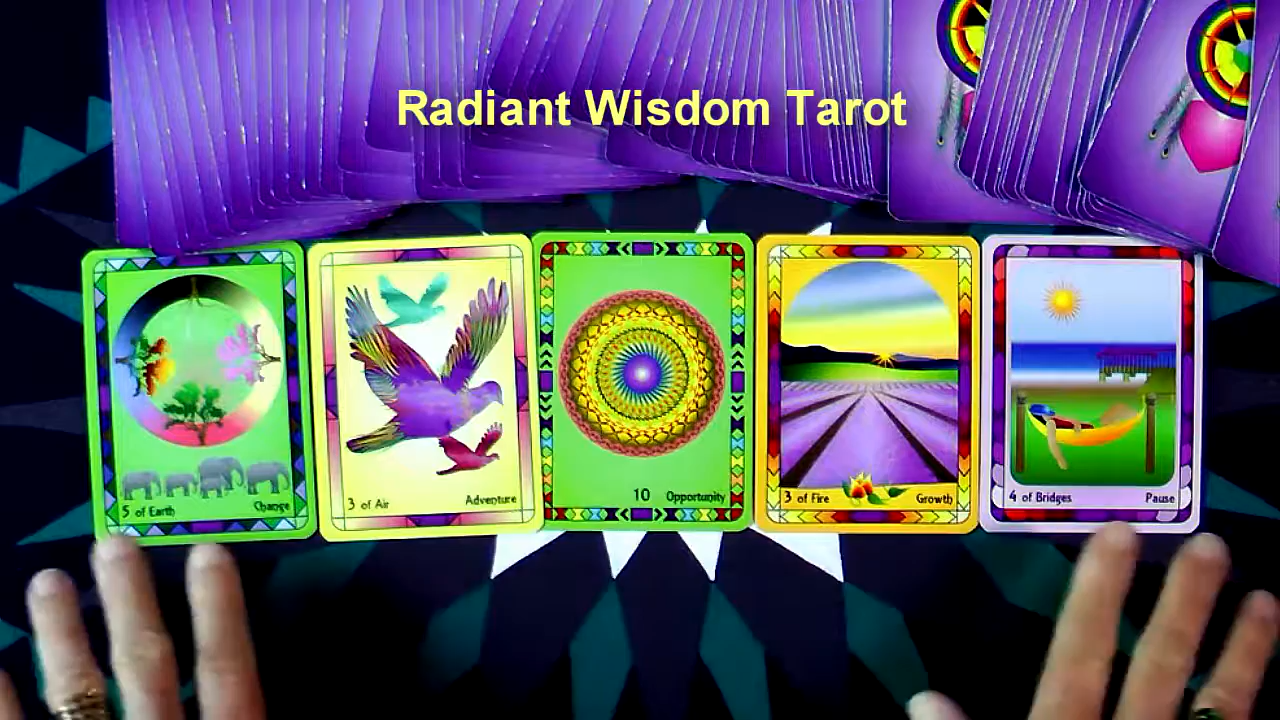 Radiant Wisdom Tarot
5 of Earth Change
3 of Air Adventure
10 Opportunity
3 of Fire Growth
4 of Bridges Pause